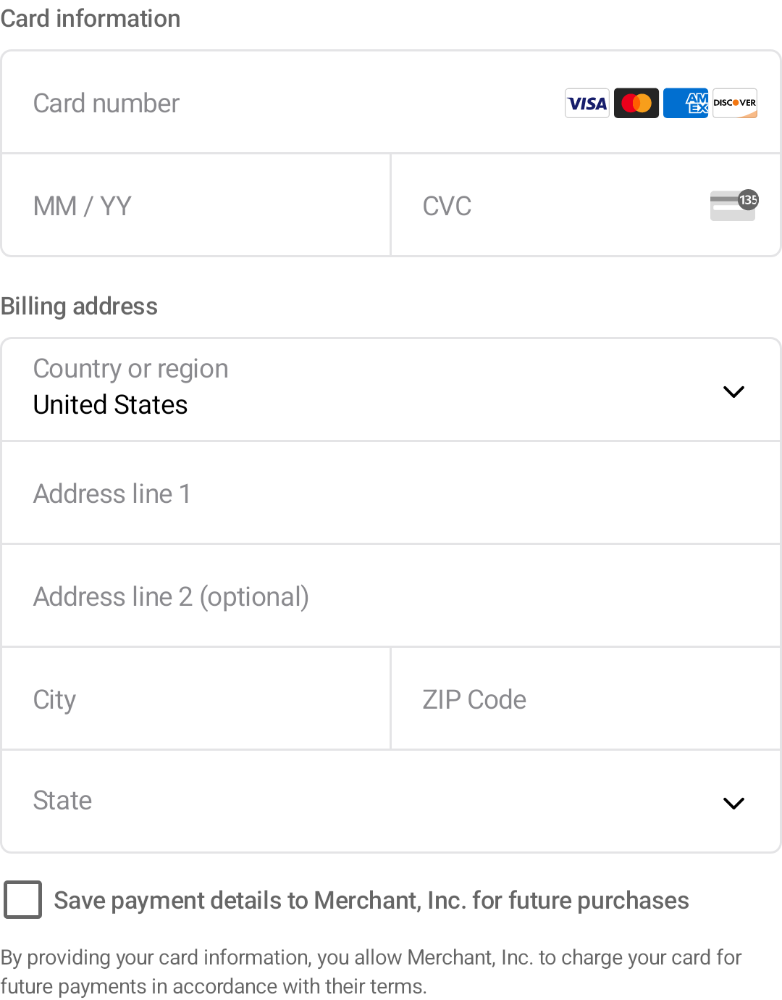 Card information
Card number VISA AMEX DISCOVER
MM / YY CVC 135
Billing address
Country or region
United States
Address line 1
Address line 2 (optional)
City ZIP Code
State
Save payment details to Merchant, Inc. for future purchases
By providing your card information, you allow Merchant, Inc. to charge your card for
future payments in accordance with their terms.